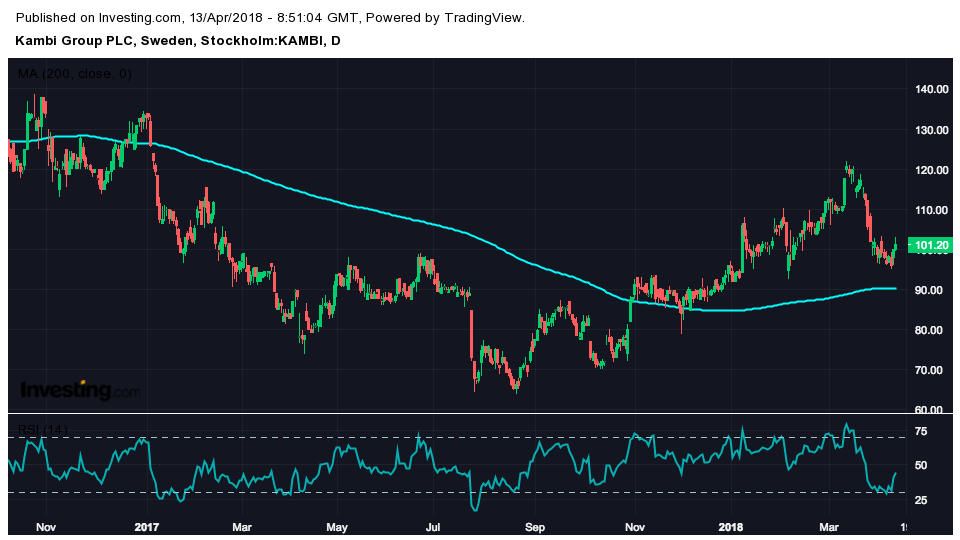 Published on Investing.com, 13/Apr/2018 - 8:51:04 GMT, Powered by TradingView.
Kambi Group PLC, Sweden, Stockholm:KAMBI, D
MA (200, close, 0)
140.00
130.00
120.00
110.00
101.20
90.00
80.00
70.00
60.00
Investing.com
RSI (14)
75
50
25
Nov
2017
Mar
May
Jul
Sep
Nov
2018
Mar